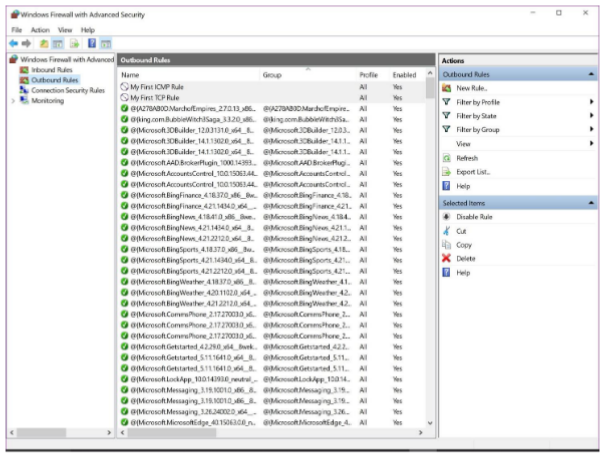 Windows Firewall with Advanced Security
File Action View Help
Windows Firewall with Advanced
Inbound Rules
Outbound Rules
Connection Security Rules
Monitoring
Outbound Rules
Name Group Profile Enabled
My First ICMP Rule All Yes
My First TCP Rule All Yes
@{A278AB0D.MarchofEmpires_2.7.0.13_x86... @{A278AB0D.MarchofEmpire... All Yes
@{king.com.BubbleWitch3Saga_3.3.2.0_x86... @{king.com.BubbleWitch3Sa... All Yes
@{Microsoft.3DBuilder_12.0.3131.0_x64__8... @{Microsoft.3DBuilder_12.0.3... All Yes
@{Microsoft.3DBuilder_14.1.1302.0_x64__8... @{Microsoft.3DBuilder_14.1.1... All Yes
@{Microsoft.3DBuilder_14.1.1302.0_x64__8... @{Microsoft.3DBuilder_14.1.1... All Yes
@{Microsoft.AAD.BrokerPlugin_1000.14393... @{Microsoft.AAD.BrokerPlugi... All Yes
@{Microsoft.AccountsControl_10.0.15063.44... @{Microsoft.AccountsControl... All Yes
@{Microsoft.AccountsControl_10.0.15063.44... @{Microsoft.AccountsControl... All Yes
@{Microsoft.BingFinance_4.18.37.0_x86__8w... @{Microsoft.BingFinance_4.18... All Yes
@{Microsoft.BingFinance_4.21.1434.0_x64__... @{Microsoft.BingFinance_4.21... All Yes
@{Microsoft.BingNews_4.18.41.0_x86__8we... @{Microsoft.BingNews_4.18.4... All Yes
@{Microsoft.BingNews_4.21.1434.0_x64__8... @{Microsoft.BingNews_4.21.1... All Yes
@{Microsoft.BingNews_4.21.2212.0_x64__8... @{Microsoft.BingNews_4.21.2... All Yes
@{Microsoft.BingSports_4.18.37.0_x86__8w... @{Microsoft.BingSports_4.18... All Yes
@{Microsoft.BingSports_4.21.1434.0_x64__8... @{Microsoft.BingSports_4.21... All Yes
@{Microsoft.BingSports_4.21.2212.0_x64__8... @{Microsoft.BingSports_4.21... All Yes
@{Microsoft.BingWeather_4.18.37.0_x86__8... @{Microsoft.BingWeather_4.1... All Yes
@{Microsoft.BingWeather_4.20.1102.0_x64_... @{Microsoft.BingWeather_4.2... All Yes
@{Microsoft.BingWeather_4.21.2212.0_x64_... @{Microsoft.BingWeather_4.2... All Yes
@{Microsoft.CommsPhone_2.17.27003.0_x6... @{Microsoft.CommsPhone_2... All Yes
@{Microsoft.CommsPhone_2.17.27003.0_x6... @{Microsoft.CommsPhone_2... All Yes
@{Microsoft.CommsPhone_2.17.27003.0_x6... @{Microsoft.CommsPhone_2... All Yes
@{Microsoft.Getstarted_4.2.29.0_x64__8wek... @{Microsoft.Getstarted_4.2.2... All Yes
@{Microsoft.Getstarted_5.11.1641.0_x64__8... @{Microsoft.Getstarted_5.11... All Yes
@{Microsoft.Getstarted_5.11.1641.0_x64__8... @{Microsoft.Getstarted_5.11... All Yes
@{Microsoft.LockApp_10.0.14393.0_neutral_... @{Microsoft.LockApp_10.0.14... All Yes
@{Microsoft.Messaging_3.19.1001.0_x86__8... @{Microsoft.Messaging_3.19... All Yes
@{Microsoft.Messaging_3.19.1001.0_x86__8... @{Microsoft.Messaging_3.19... All Yes
@{Microsoft.Messaging_3.26.24002.0_x64__... @{Microsoft.Messaging_3.26... All Yes
@{Microsoft.MicrosoftEdge_40.15063.0.0_n... @{Microsoft.MicrosoftEdge_4... All Yes
Actions
Outbound Rules
New Rule...
Filter by Profile
Filter by State
Filter by Group
View
Refresh
Export List...
Help
Selected Items
Disable Rule
Cut
Copy
Delete
Help